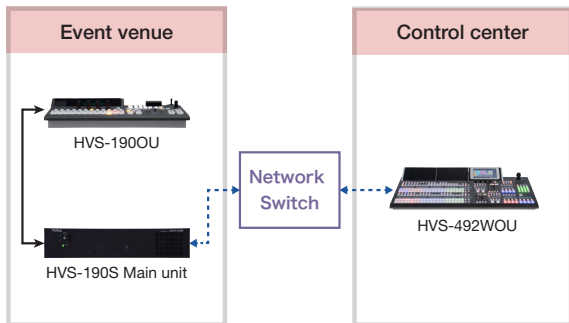 Event venue
HVS-190OU
HVS-190S Main unit
Network
Switch
Control center
HVS-492WOU